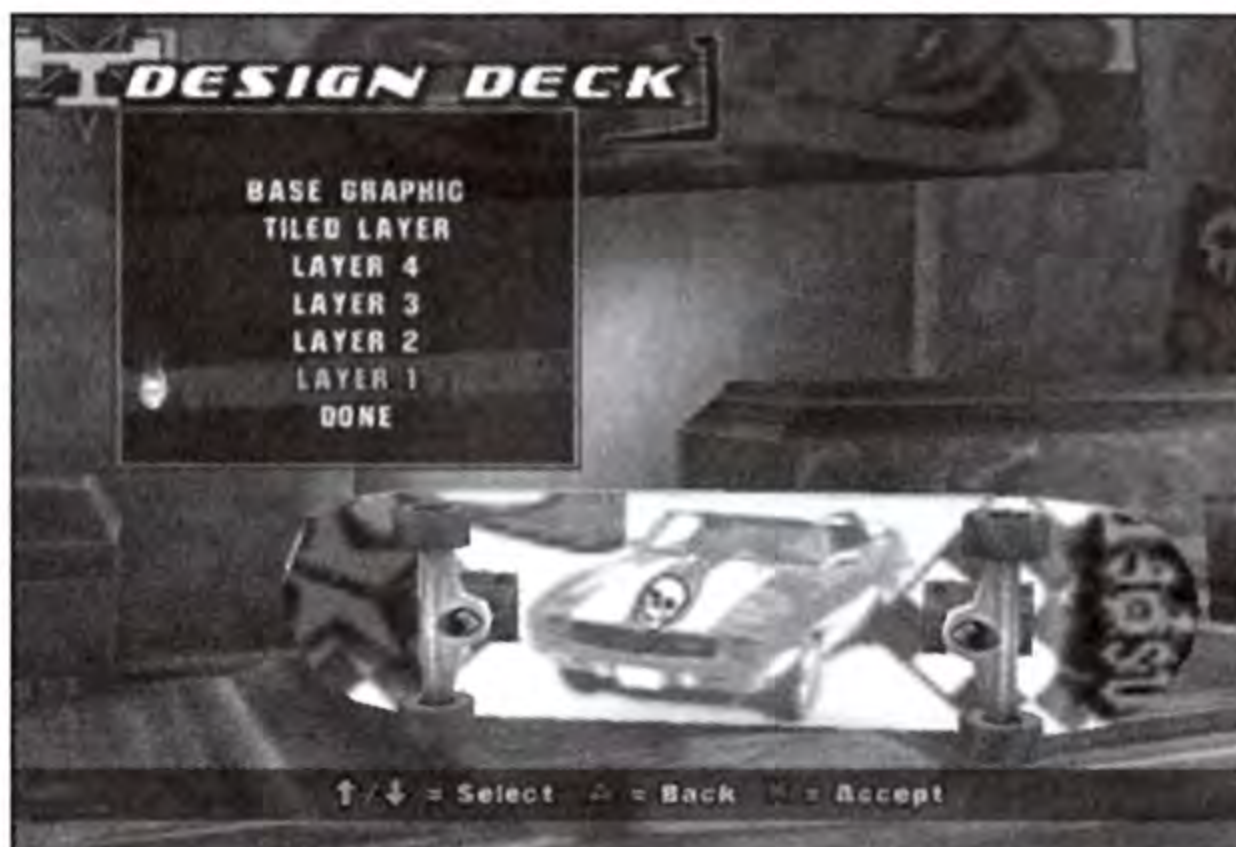 DESIGN DECK
BASE GRAPHIC
TILED LAYER
LAYER 4
LAYER 3
LAYER 2
LAYER 1
DONE
↑/↓ = Select △ = Back X = Accept